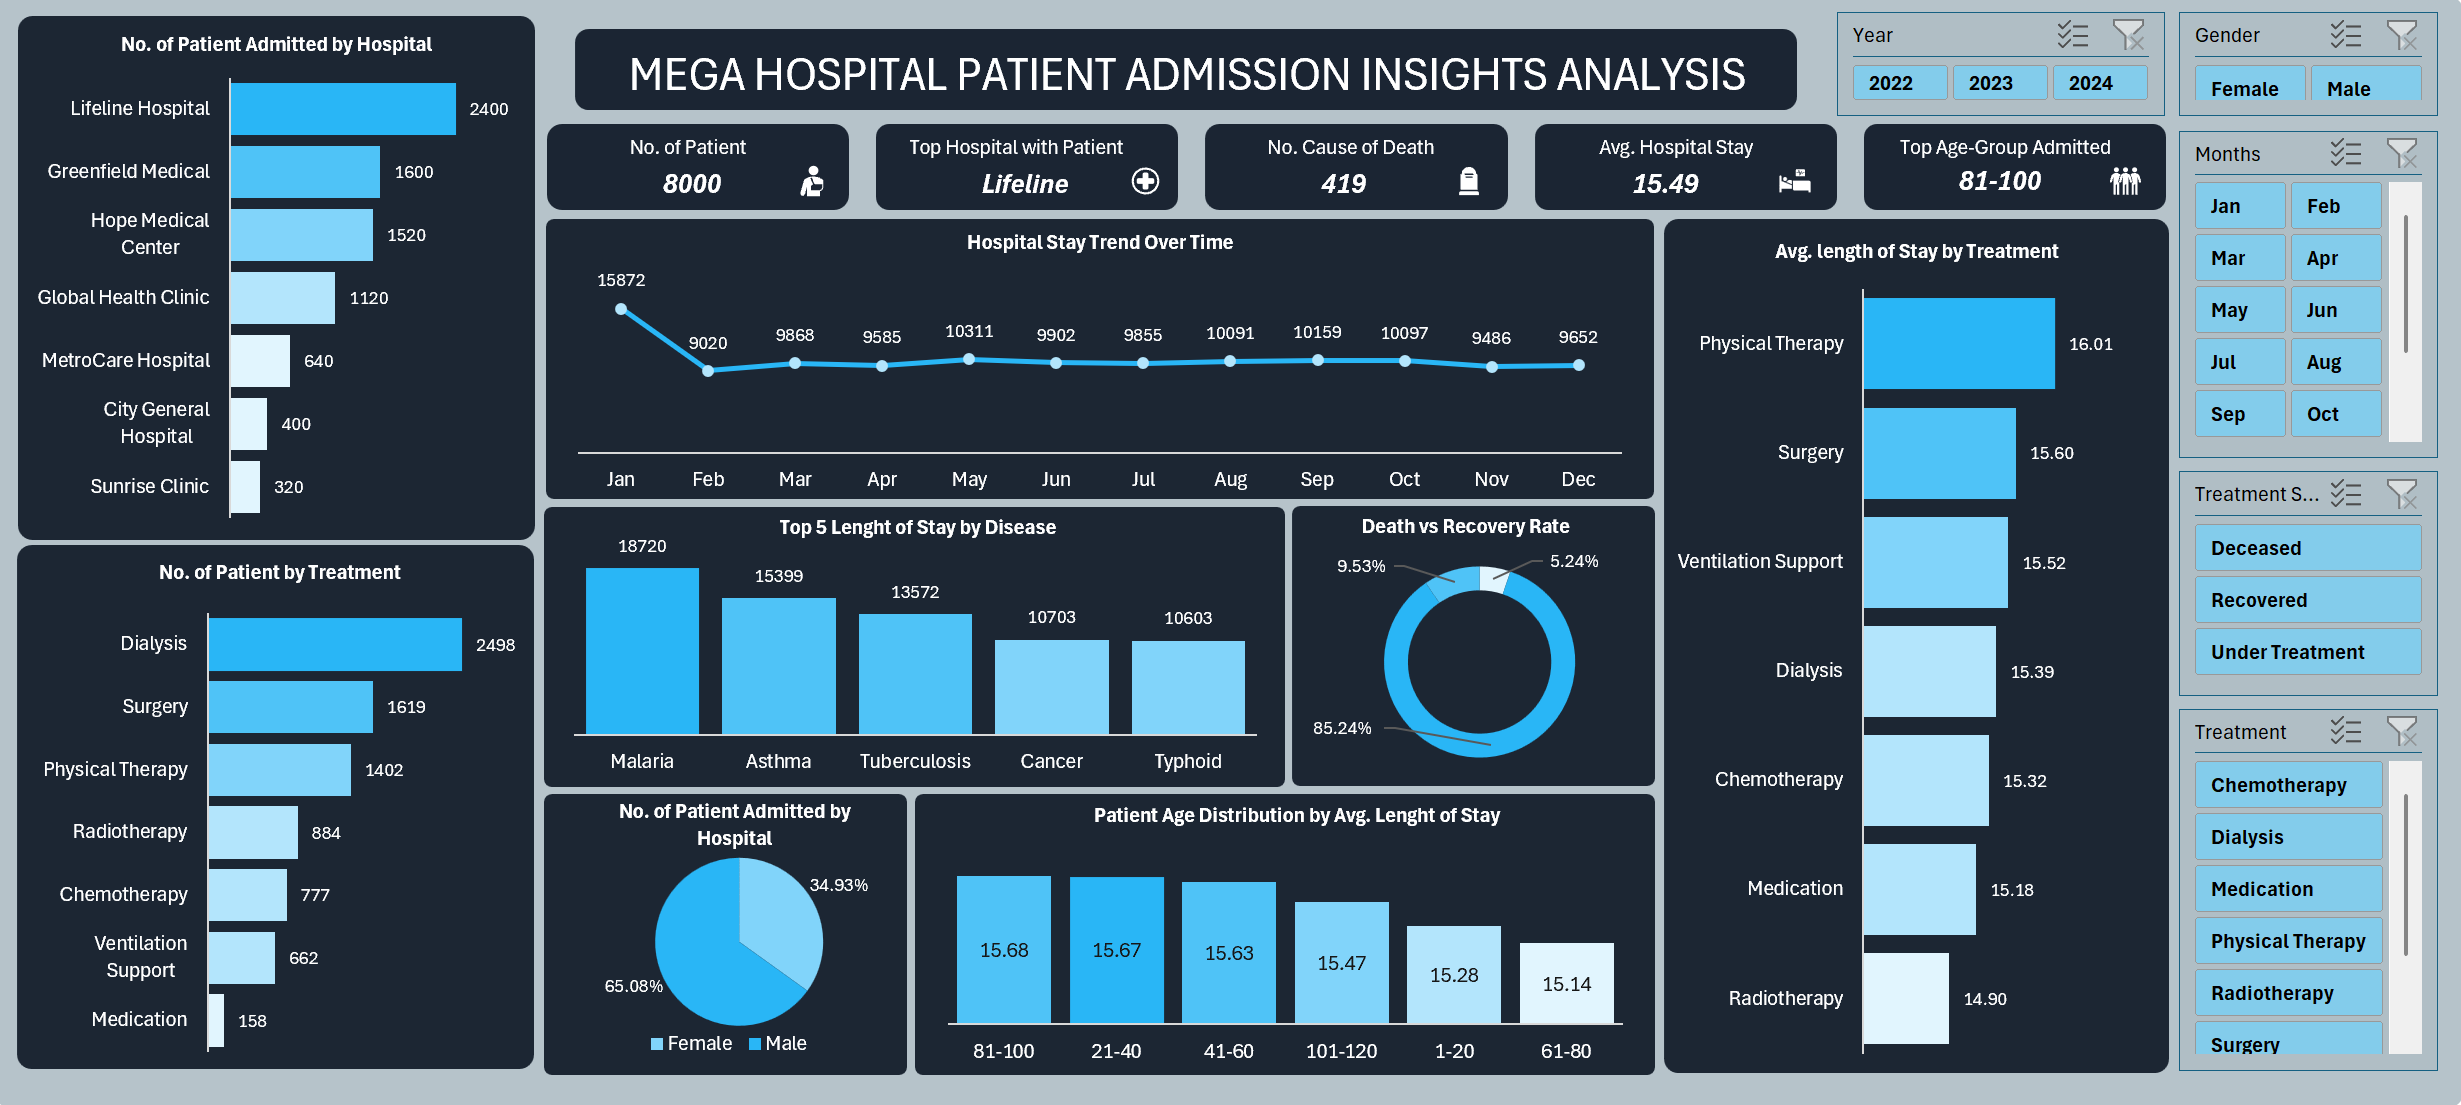 No. of Patient Admitted by Hospital
Lifeline Hospital 2400
Greenfield Medical 1600
Hope Medical
Center 1520
Global Health Clinic 1120
MetroCare Hospital 640
City General
Hospital 400
Sunrise Clinic 320
No. of Patient by Treatment
Dialysis 2498
Surgery 1619
Physical Therapy 1402
Radiotherapy 884
Chemotherapy 777
Ventilation
Support 662
Medication 158
MEGA HOSPITAL PATIENT ADMISSION INSIGHTS ANALYSIS
No. of Patient
8000
Top Hospital with Patient
Lifeline
No. Cause of Death
419
Avg. Hospital Stay
15.49
Top Age-Group Admitted
81-100
Hospital Stay Trend Over Time
15872 9020 9868 9585 10311 9902 9855 10091 10159 10097 9486 9652
Jan Feb Mar Apr May Jun Jul Aug Sep Oct Nov Dec
Top 5 Lenght of Stay by Disease
18720 15399 13572 10703 10603
Malaria Asthma Tuberculosis Cancer Typhoid
Death vs Recovery Rate
9.53% 5.24%
85.24%
No. of Patient Admitted by
Hospital
34.93%
65.08%
Female Male
Patient Age Distribution by Avg. Lenght of Stay
15.68 15.67 15.63 15.47 15.28 15.14
81-100 21-40 41-60 101-120 1-20 61-80
Avg. length of Stay by Treatment
Physical Therapy 16.01
Surgery 15.60
Ventilation Support 15.52
Dialysis 15.39
Chemotherapy 15.32
Medication 15.18
Radiotherapy 14.90
Year
2022 2023 2024
Gender
Female Male
Months
Jan Feb
Mar Apr
May Jun
Jul Aug
Sep Oct
Treatment S...
Deceased
Recovered
Under Treatment
Treatment
Chemotherapy
Dialysis
Medication
Physical Therapy
Radiotherapy
Surgery